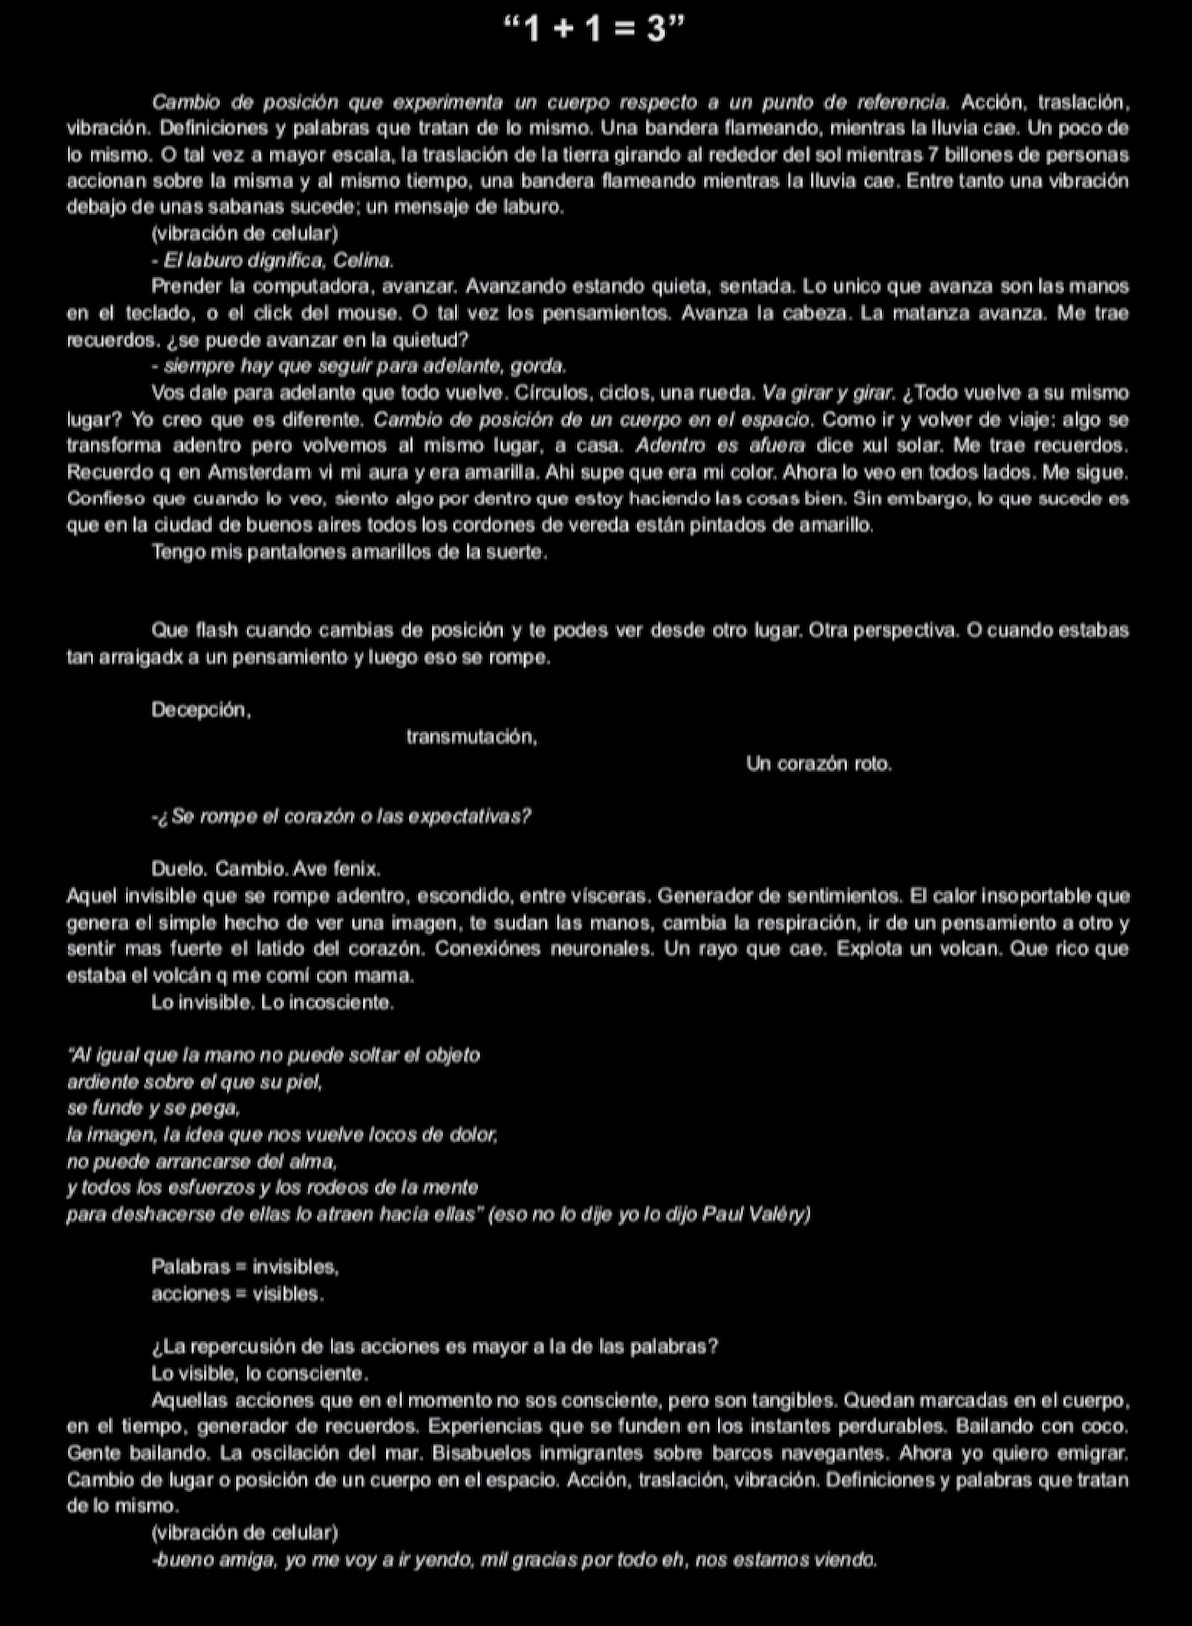 “1 + 1 = 3”
Cambio de posición que experimenta un cuerpo respecto a un punto de referencia. Acción, traslación,
vibración. Definiciones y palabras que tratan de lo mismo. Una bandera flameando, mientras la lluvia cae. Un poco de
lo mismo. O tal vez a mayor escala, la traslación de la tierra girando al rededor del sol mientras 7 billones de personas
accionan sobre la misma y al mismo tiempo, una bandera flameando mientras la lluvia cae. Entre tanto una vibración
debajo de unas sabanas sucede; un mensaje de laburo.
(vibración de celular)
- El laburo dignifica, Celina.
Prender la computadora, avanzar. Avanzando estando quieta, sentada. Lo unico que avanza son las manos
en el teclado, o el click del mouse. O tal vez los pensamientos. Avanza la cabeza. La matanza avanza. Me trae
recuerdos. ¿se puede avanzar en la quietud?
- siempre hay que seguir para adelante, gorda.
Vos dale para adelante que todo vuelve. Círculos, ciclos, una rueda. Va girar y girar. ¿Todo vuelve a su mismo
lugar? Yo creo que es diferente. Cambio de posición de un cuerpo en el espacio. Como ir y volver de viaje: algo se
transforma adentro pero volvemos al mismo lugar, a casa. Adentro es afuera dice xul solar. Me trae recuerdos.
Recuerdo q en Amsterdam vi mi aura y era amarilla. Ahi supe que era mi color. Ahora lo veo en todos lados. Me sigue.
Confieso que cuando lo veo, siento algo por dentro que estoy haciendo las cosas bien. Sin embargo, lo que sucede es
que en la ciudad de buenos aires todos los cordones de vereda están pintados de amarillo.
Tengo mis pantalones amarillos de la suerte.
Que flash cuando cambias de posición y te podes ver desde otro lugar. Otra perspectiva. O cuando estabas
tan arraigadx a un pensamiento y luego eso se rompe.
Decepción,
transmutación,
Un corazón roto.
-¿Se rompe el corazón o las expectativas?
Duelo. Cambio. Ave fenix.
Aquel invisible que se rompe adentro, escondido, entre vísceras. Generador de sentimientos. El calor insoportable que
genera el simple hecho de ver una imagen, te sudan las manos, cambia la respiración, ir de un pensamiento a otro y
sentir mas fuerte el latido del corazón. Conexiónes neuronales. Un rayo que cae. Explota un volcan. Que rico que
estaba el volcán q me comí con mama.
Lo invisible. Lo incosciente.
“Al igual que la mano no puede soltar el objeto
ardiente sobre el que su piel,
se funde y se pega,
la imagen, la idea que nos vuelve locos de dolor,
no puede arrancarse del alma,
y todos los esfuerzos y los rodeos de la mente
para deshacerse de ellas lo atraen hacia ellas” (eso no lo dije yo lo dijo Paul Valéry)
Palabras = invisibles,
acciones = visibles.
¿La repercusión de las acciones es mayor a la de las palabras?
Lo visible, lo consciente.
Aquellas acciones que en el momento no sos consciente, pero son tangibles. Quedan marcadas en el cuerpo,
en el tiempo, generador de recuerdos. Experiencias que se funden en los instantes perdurables. Bailando con coco.
Gente bailando. La oscilación del mar. Bisabuelos inmigrantes sobre barcos navegantes. Ahora yo quiero emigrar.
Cambio de lugar o posición de un cuerpo en el espacio. Acción, traslación, vibración. Definiciones y palabras que tratan
de lo mismo.
(vibración de celular)
-bueno amiga, yo me voy a ir yendo, mil gracias por todo eh, nos estamos viendo.